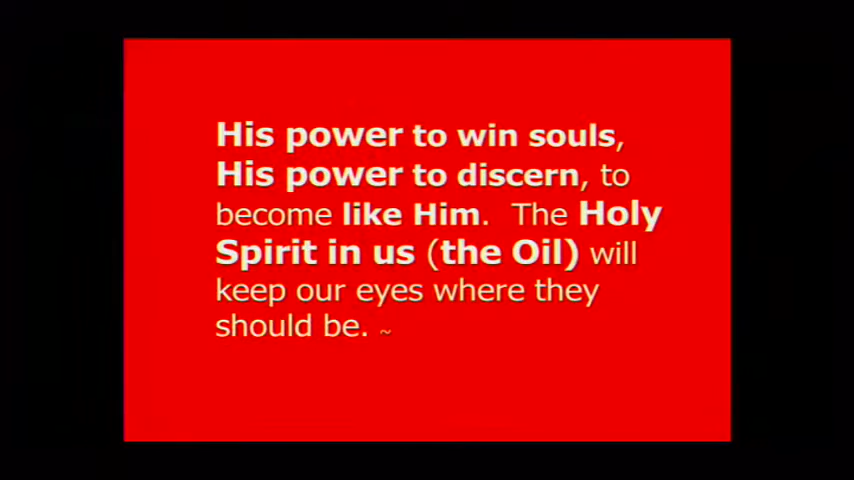 His power to win souls,
His power to discern, to
become like Him. The Holy
Spirit in us (the Oil) will
keep our eyes where they
should be. ~